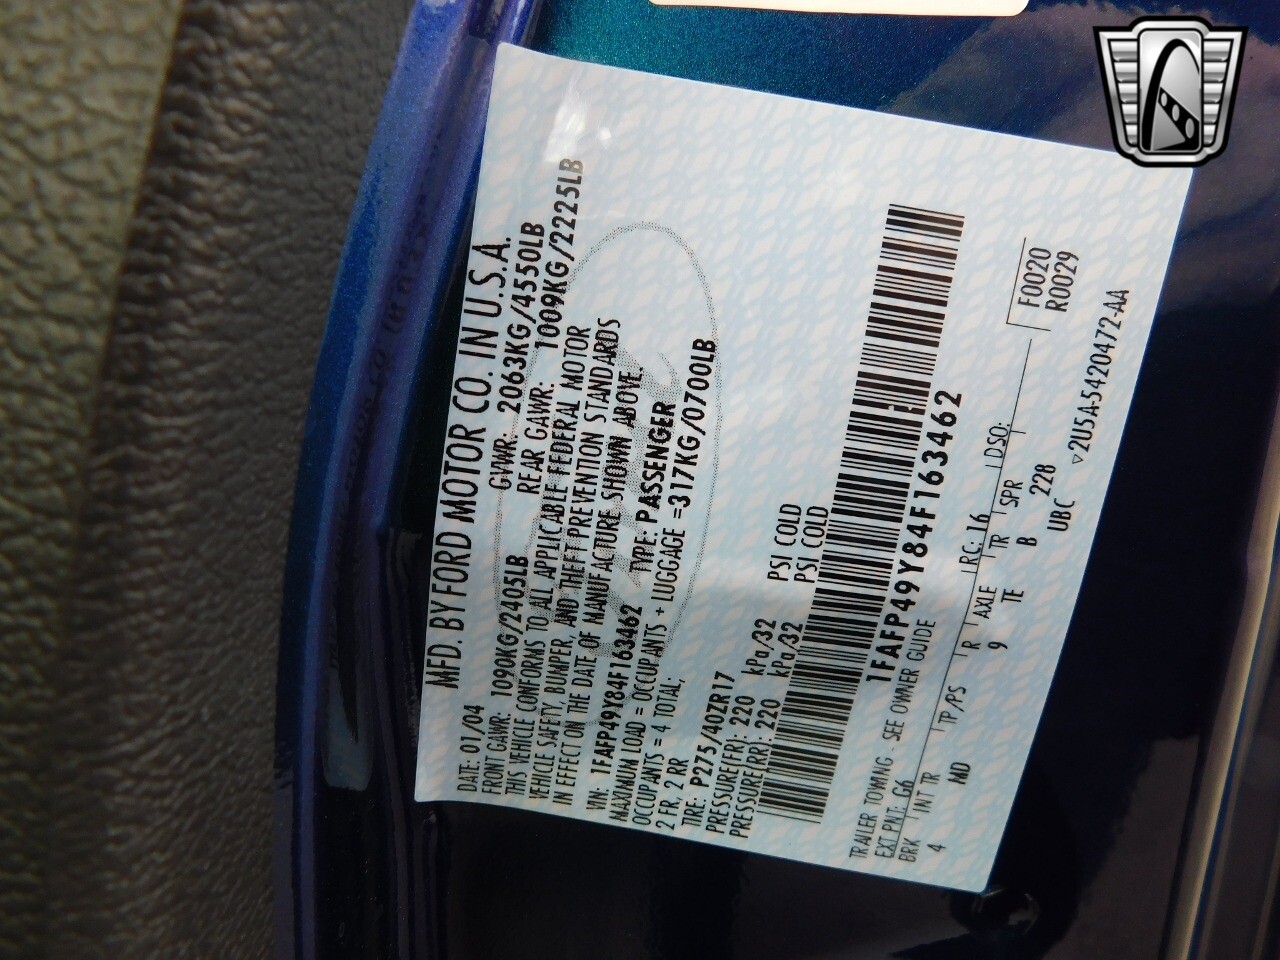 MFD. BY FORD MOTOR CO. IN U.S.A.
DATE: 01/04 GVWR: 2063KG/4550LB
FRONT GAWR: 1090KG/2405LB REAR GAWR: 1009KG/2225LB
THIS VEHICLE CONFORMS TO ALL APPLICABLE FEDERAL MOTOR
VEHICLE SAFETY, BUMPER, AND THEFT PREVENTION STANDARDS
IN EFFECT ON THE DATE OF MANUFACTURE SHOWN ABOVE.
VIN: 1FAFP49Y84F163462 TYPE: PASSENGER
MAXIMUM LOAD = OCCUPANTS + LUGGAGE =317KG/0700LB
OCCUPANTS = 4 TOTAL;
2 FR, 2 RR
TIRE: P275/40ZR17
PRESSURE(FR): 220 kPa/32 PSI COLD
PRESSURE(RR): 220 kPa/32 PSI COLD
1FAFP49Y84F163462
TRAILER TOWING - SEE OWNER GUIDE
EXT PNT: G6 RC: 16 DSO: F0020
BRK INT TR TP/PS R AXLE TR SPR R0029
4 MD 9 TE B 228
UBC ▽2U5A-5420472-AA